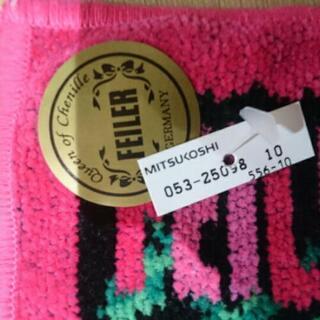 Queen of Chenille
FEILER
GERMANY
MITSUKOSHI
053-25098 10
556-10